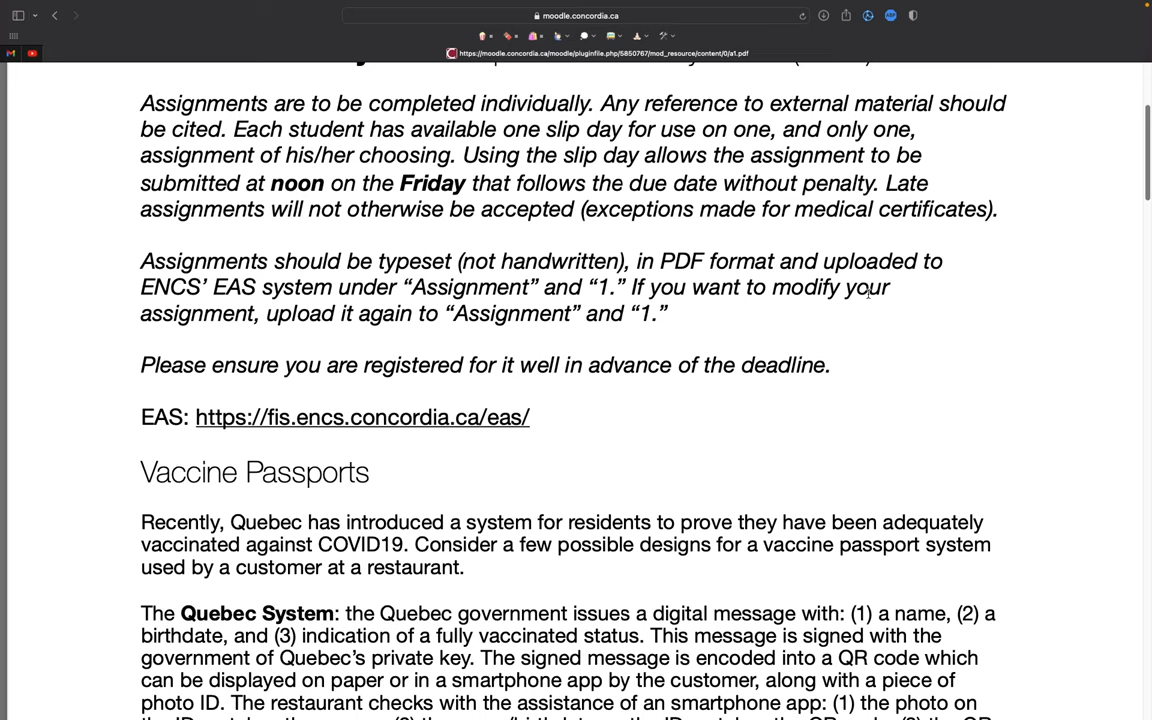 moodle.concordia.ca
https://moodle.concordia.ca/moodle/pluginfile.php/5850767/mod_resource/content/0/a1.pdf
Assignments are to be completed individually. Any reference to external material should
be cited. Each student has available one slip day for use on one, and only one,
assignment of his/her choosing. Using the slip day allows the assignment to be
submitted at noon on the Friday that follows the due date without penalty. Late
assignments will not otherwise be accepted (exceptions made for medical certificates).
Assignments should be typeset (not handwritten), in PDF format and uploaded to
ENCS’ EAS system under “Assignment” and “1.” If you want to modify your
assignment, upload it again to “Assignment” and “1.”
Please ensure you are registered for it well in advance of the deadline.
EAS: https://fis.encs.concordia.ca/eas/
Vaccine Passports
Recently, Quebec has introduced a system for residents to prove they have been adequately
vaccinated against COVID19. Consider a few possible designs for a vaccine passport system
used by a customer at a restaurant.
The Quebec System: the Quebec government issues a digital message with: (1) a name, (2) a
birthdate, and (3) indication of a fully vaccinated status. This message is signed with the
government of Quebec’s private key. The signed message is encoded into a QR code which
can be displayed on paper or in a smartphone app by the customer, along with a piece of
photo ID. The restaurant checks with the assistance of an smartphone app: (1) the photo on